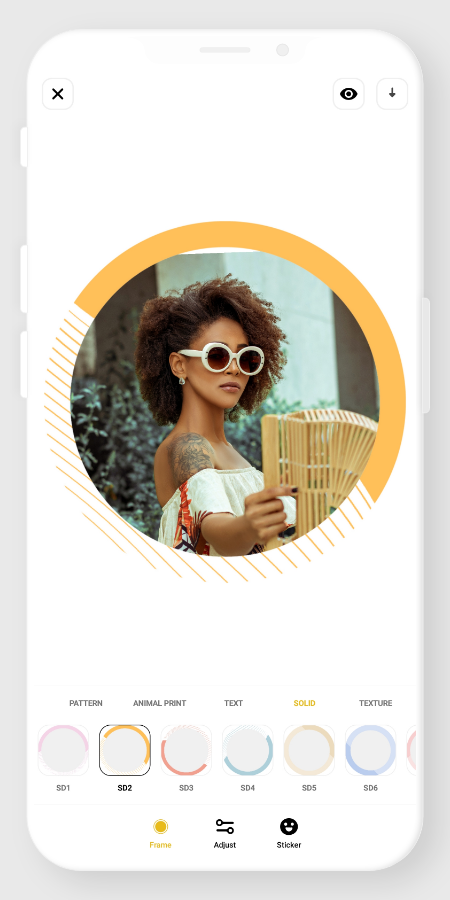 PATTERN ANIMAL PRINT TEXT SOLID TEXTURE
SD1 SD2 SD3 SD4 SD5 SD6
Frame Adjust Sticker